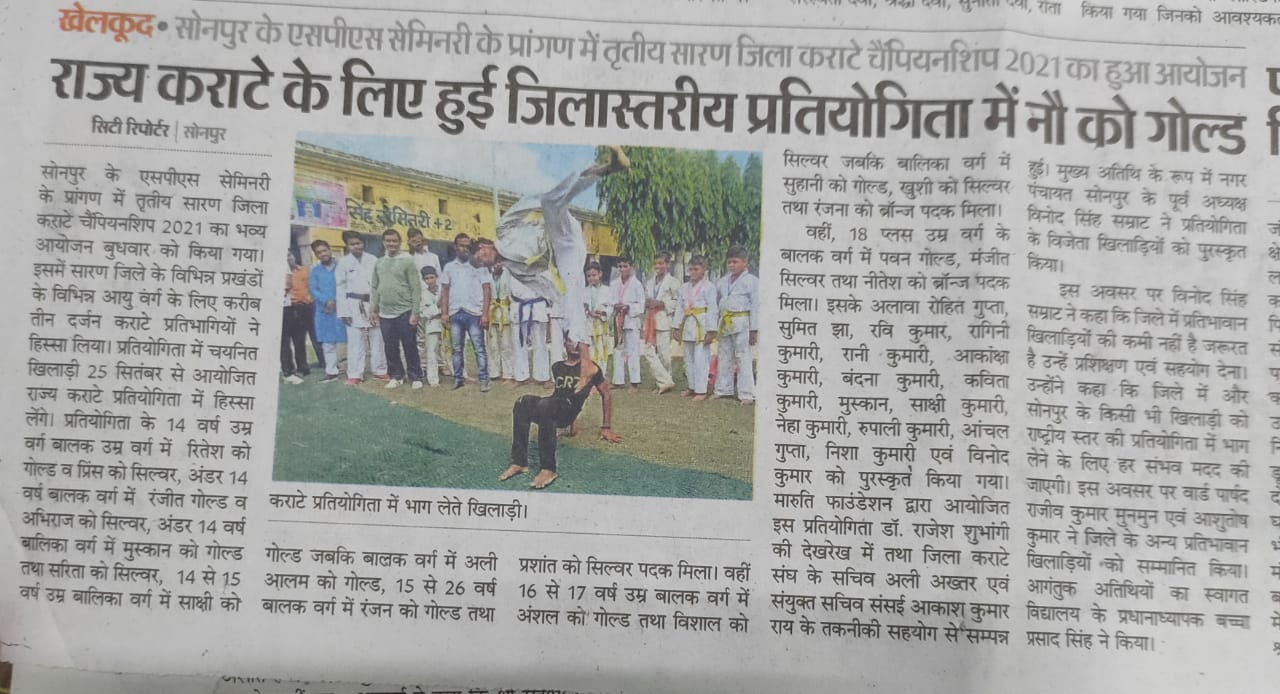 किया गया जिनको आवश्यक
खेलकूद • सोनपुर के एसपीएस सेमिनरी के प्रांगण में तृतीय सारण जिला कराटे चैंपियनशिप 2021 का हुआ आयोजन
राज्य कराटे के लिए हुई जिलास्तरीय प्रतियोगिता में नौ को गोल्ड
सिटी रिपोर्टर | सोनपुर
सोनपुर के एसपीएस सेमिनरी
के प्रांगण में तृतीय सारण जिला
कराटे चैंपियनशिप 2021 का भव्य
आयोजन बुधवार को किया गया।
इसमें सारण जिले के विभिन्न प्रखंडों
के विभिन्न आयु वर्ग के लिए करीब
तीन दर्जन कराटे प्रतिभागियों ने
हिस्सा लिया। प्रतियोगिता में चयनित
खिलाड़ी 25 सितंबर से आयोजित
राज्य कराटे प्रतियोगिता में हिस्सा
लेंगे। प्रतियोगिता के 14 वर्ष उम्र
वर्ग बालक उम्र वर्ग में रितेश को
गोल्ड व प्रिंस को सिल्वर, अंडर 14
वर्ष बालक वर्ग में रंजीत गोल्ड व
अभिराज को सिल्वर, अंडर 14 वर्ष
बालिका वर्ग में मुस्कान को गोल्ड
तथा सरिता को सिल्वर, 14 से 15
वर्ष उम्र बालिका वर्ग में साक्षी को
सिंह सेमिनरी +2
CR7
कराटे प्रतियोगिता में भाग लेते खिलाड़ी।
गोल्ड जबकि बालक वर्ग में अली
आलम को गोल्ड, 15 से 26 वर्ष
बालक वर्ग में रंजन को गोल्ड तथा
प्रशांत को सिल्वर पदक मिला। वहीं
16 से 17 वर्ष उम्र बालक वर्ग में
अंशल को गोल्ड तथा विशाल को
सिल्वर जबकि बालिका वर्ग में
सुहानी को गोल्ड, खुशी को सिल्वर
तथा रंजना को ब्रॉन्ज पदक मिला।
वहीं, 18 प्लस उम्र वर्ग के
बालक वर्ग में पवन गोल्ड, मंजीत
सिल्वर तथा नीतेश को ब्रॉन्ज पदक
मिला। इसके अलावा रोहित गुप्ता,
सुमित झा, रवि कुमार, रागिनी
कुमारी, रानी कुमारी, आकांक्षा
कुमारी, बंदना कुमारी, कविता
कुमारी, मुस्कान, साक्षी कुमारी,
नेहा कुमारी, रुपाली कुमारी, आंचल
गुप्ता, निशा कुमारी एवं विनोद
कुमार को पुरस्कृत किया गया।
मारुति फाउंडेशन द्वारा आयोजित
इस प्रतियोगिता डॉ. राजेश शुभांगी
की देखरेख में तथा जिला कराटे
संघ के सचिव अली अख्तर एवं
संयुक्त सचिव संसई आकाश कुमार
राय के तकनीकी सहयोग से सम्पन्न
हुई। मुख्य अतिथि के रूप में नगर
पंचायत सोनपुर के पूर्व अध्यक्ष
विनोद सिंह सम्राट ने प्रतियोगिता
के विजेता खिलाड़ियों को पुरस्कृत
किया।
इस अवसर पर विनोद सिंह
सम्राट ने कहा कि जिले में प्रतिभावान
खिलाड़ियों की कमी नहीं है जरूरत
है उन्हें प्रशिक्षण एवं सहयोग देना।
उन्होंने कहा कि जिले में और
सोनपुर के किसी भी खिलाड़ी को
राष्ट्रीय स्तर की प्रतियोगिता में भाग
लेने के लिए हर संभव मदद की
जाएगी। इस अवसर पर वार्ड पार्षद
राजीव कुमार मुनमुन एवं आशुतोष
कुमार ने जिले के अन्य प्रतिभावान
खिलाड़ियों को सम्मानित किया।
आगंतुक अतिथियों का स्वागत
विद्यालय के प्रधानाध्यापक बच्चा
प्रसाद सिंह ने किया।